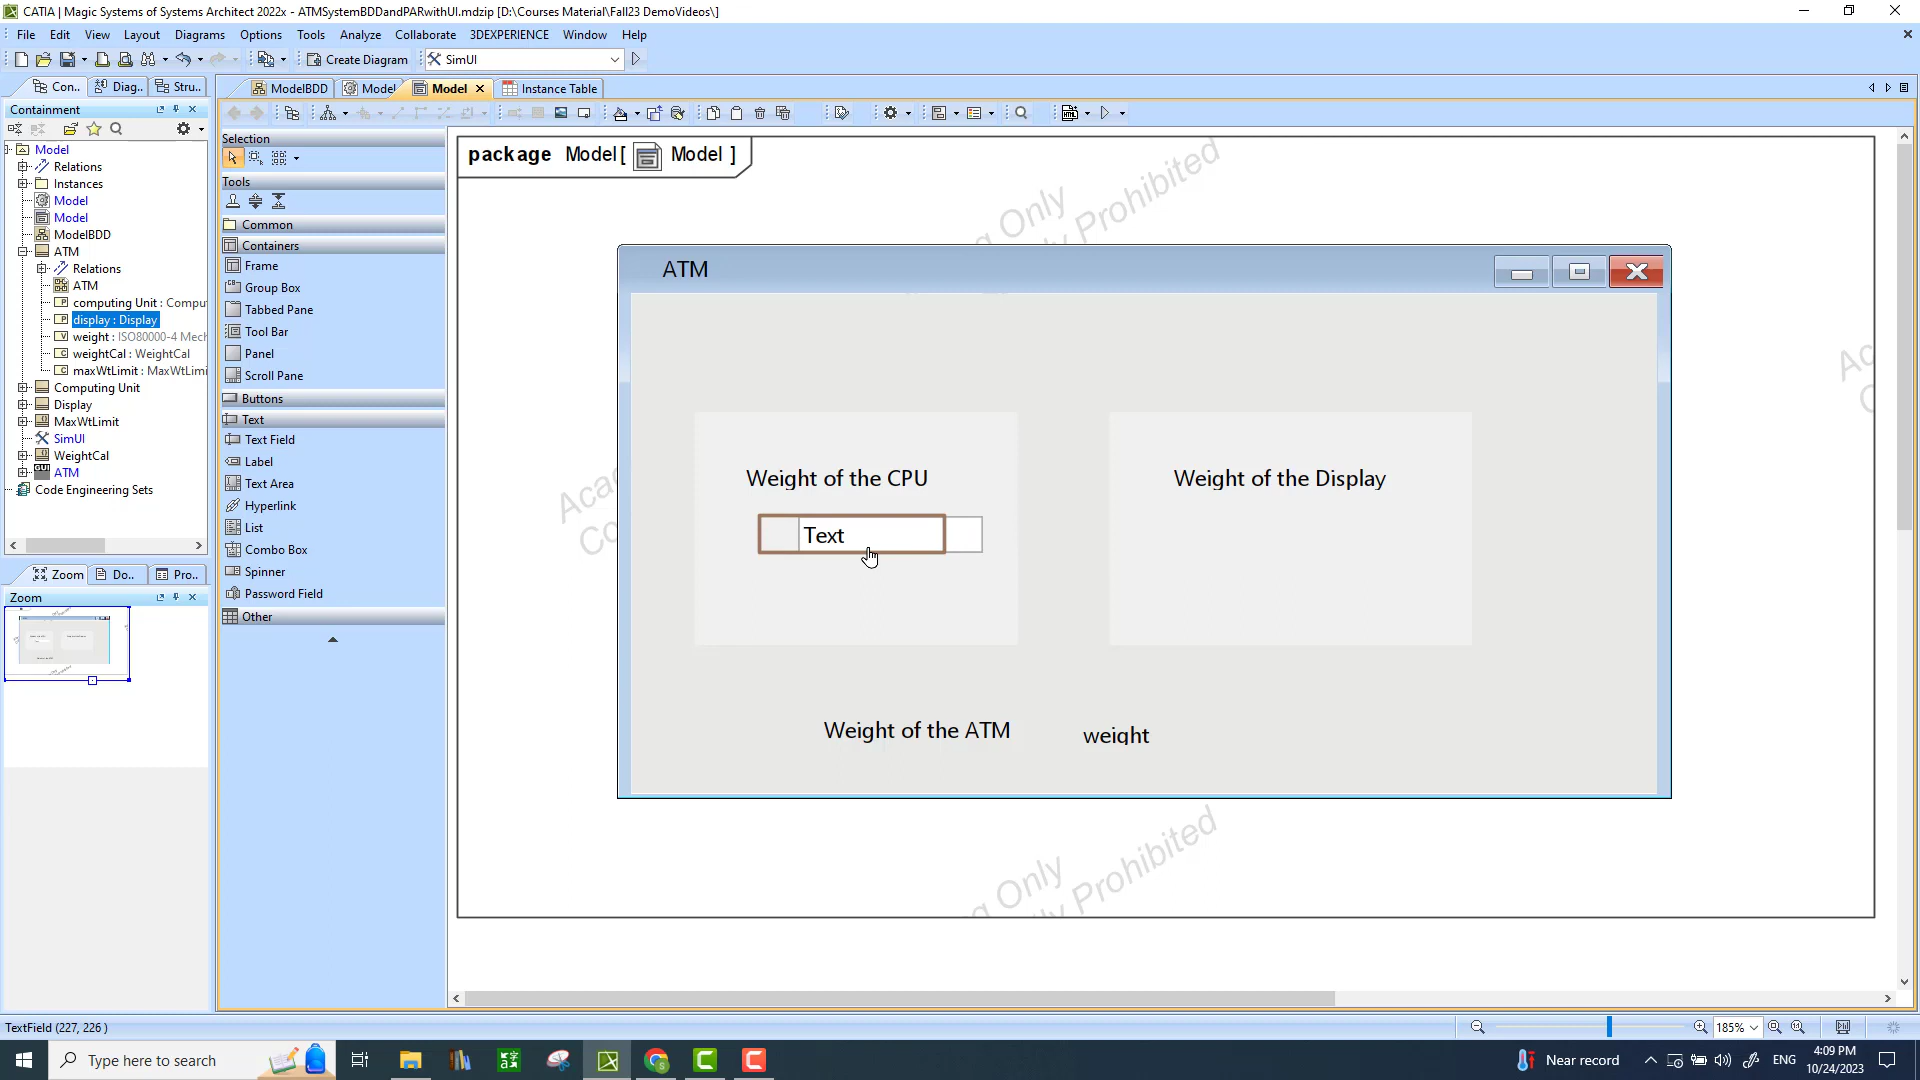 CATIA | Magic Systems of Systems Architect 2022x - ATMSystemBDDandPARwithUI.mdzip [D:\Courses Material\Fall23 DemoVideos\]
File Edit View Layout Diagrams Options Tools Analyze Collaborate 3DEXPERIENCE Window Help
Create Diagram SimUI
Con.. Diag.. Stru..
ModelBDD Model Model Instance Table
Containment
Model
Relations
Instances
Model
Model
ModelBDD
ATM
Relations
ATM
computing Unit : Compu
display : Display
weight : ISO80000-4 Mech
weightCal : WeightCal
maxWtLimit : MaxWtLimi
Computing Unit
Display
MaxWtLimit
SimUI
WeightCal
ATM
Code Engineering Sets
Zoom Do.. Pro..
Zoom
Selection
Tools
Common
Containers
Frame
Group Box
Tabbed Pane
Tool Bar
Panel
Scroll Pane
Buttons
Text
Text Field
Label
Text Area
Hyperlink
List
Combo Box
Spinner
Password Field
Other
package Model[ Model ]
Only
Prohibited
ATM
Weight of the CPU
Text
Weight of the Display
Weight of the ATM weight
Only
Prohibited
TextField (227, 226 )
185%
Type here to search
Near record
ENG
4:09 PM
10/24/2023